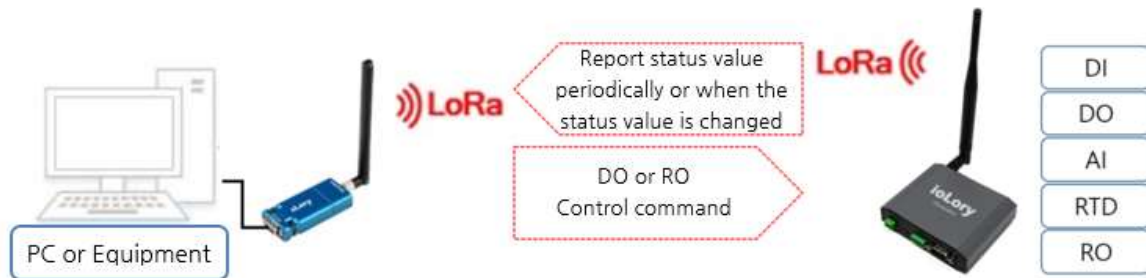 PC or Equipment
LoRa
Report status value
periodically or when the
status value is changed
DO or RO
Control command
LoRa
ioLory
DI
DO
AI
RTD
RO